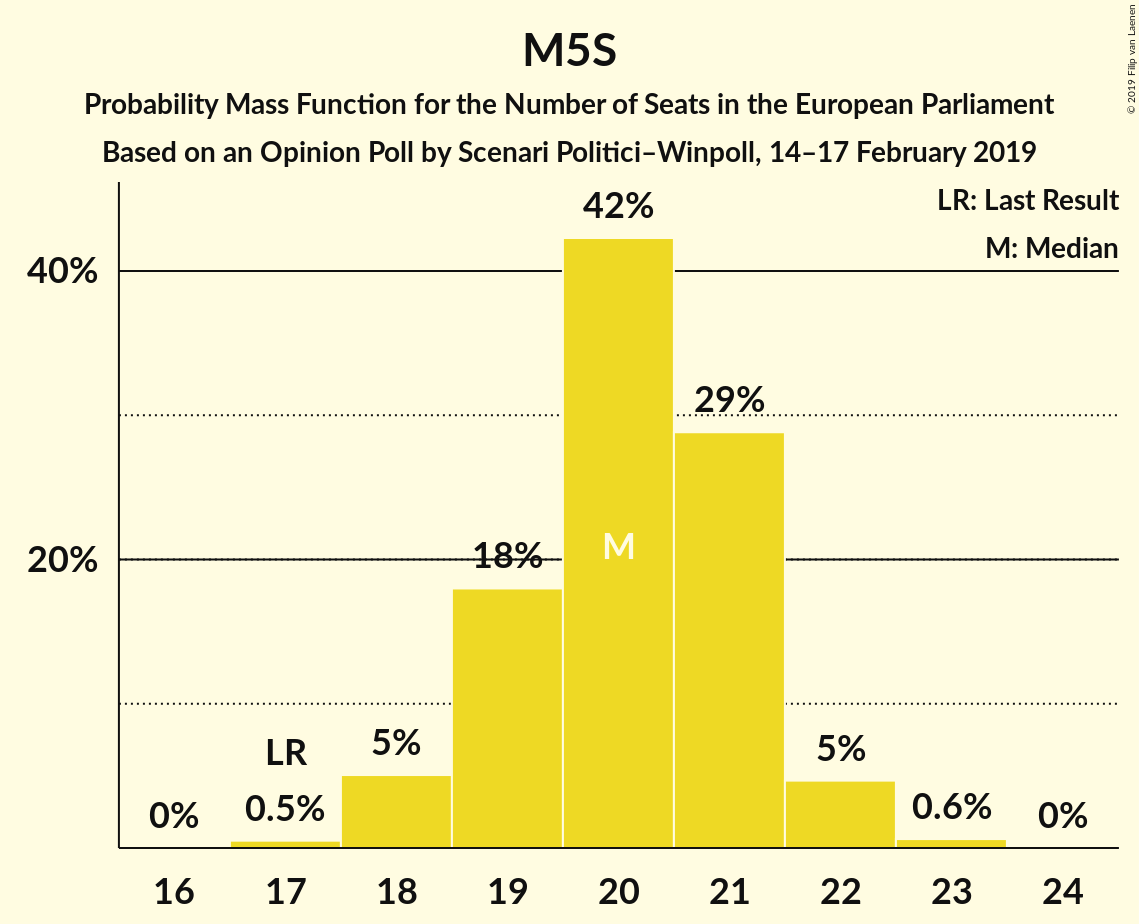 © 2019 Filip van Laenen
M5S
Probability Mass Function for the Number of Seats in the European Parliament
Based on an Opinion Poll by Scenari Politici–Winpoll, 14–17 February 2019
LR: Last Result
M: Median
42%
40%
29%
M
18%
20%
LR
5%
5%
0%
0.5%
0.6%
0%
16 17 18 19 20 21 22 23 24